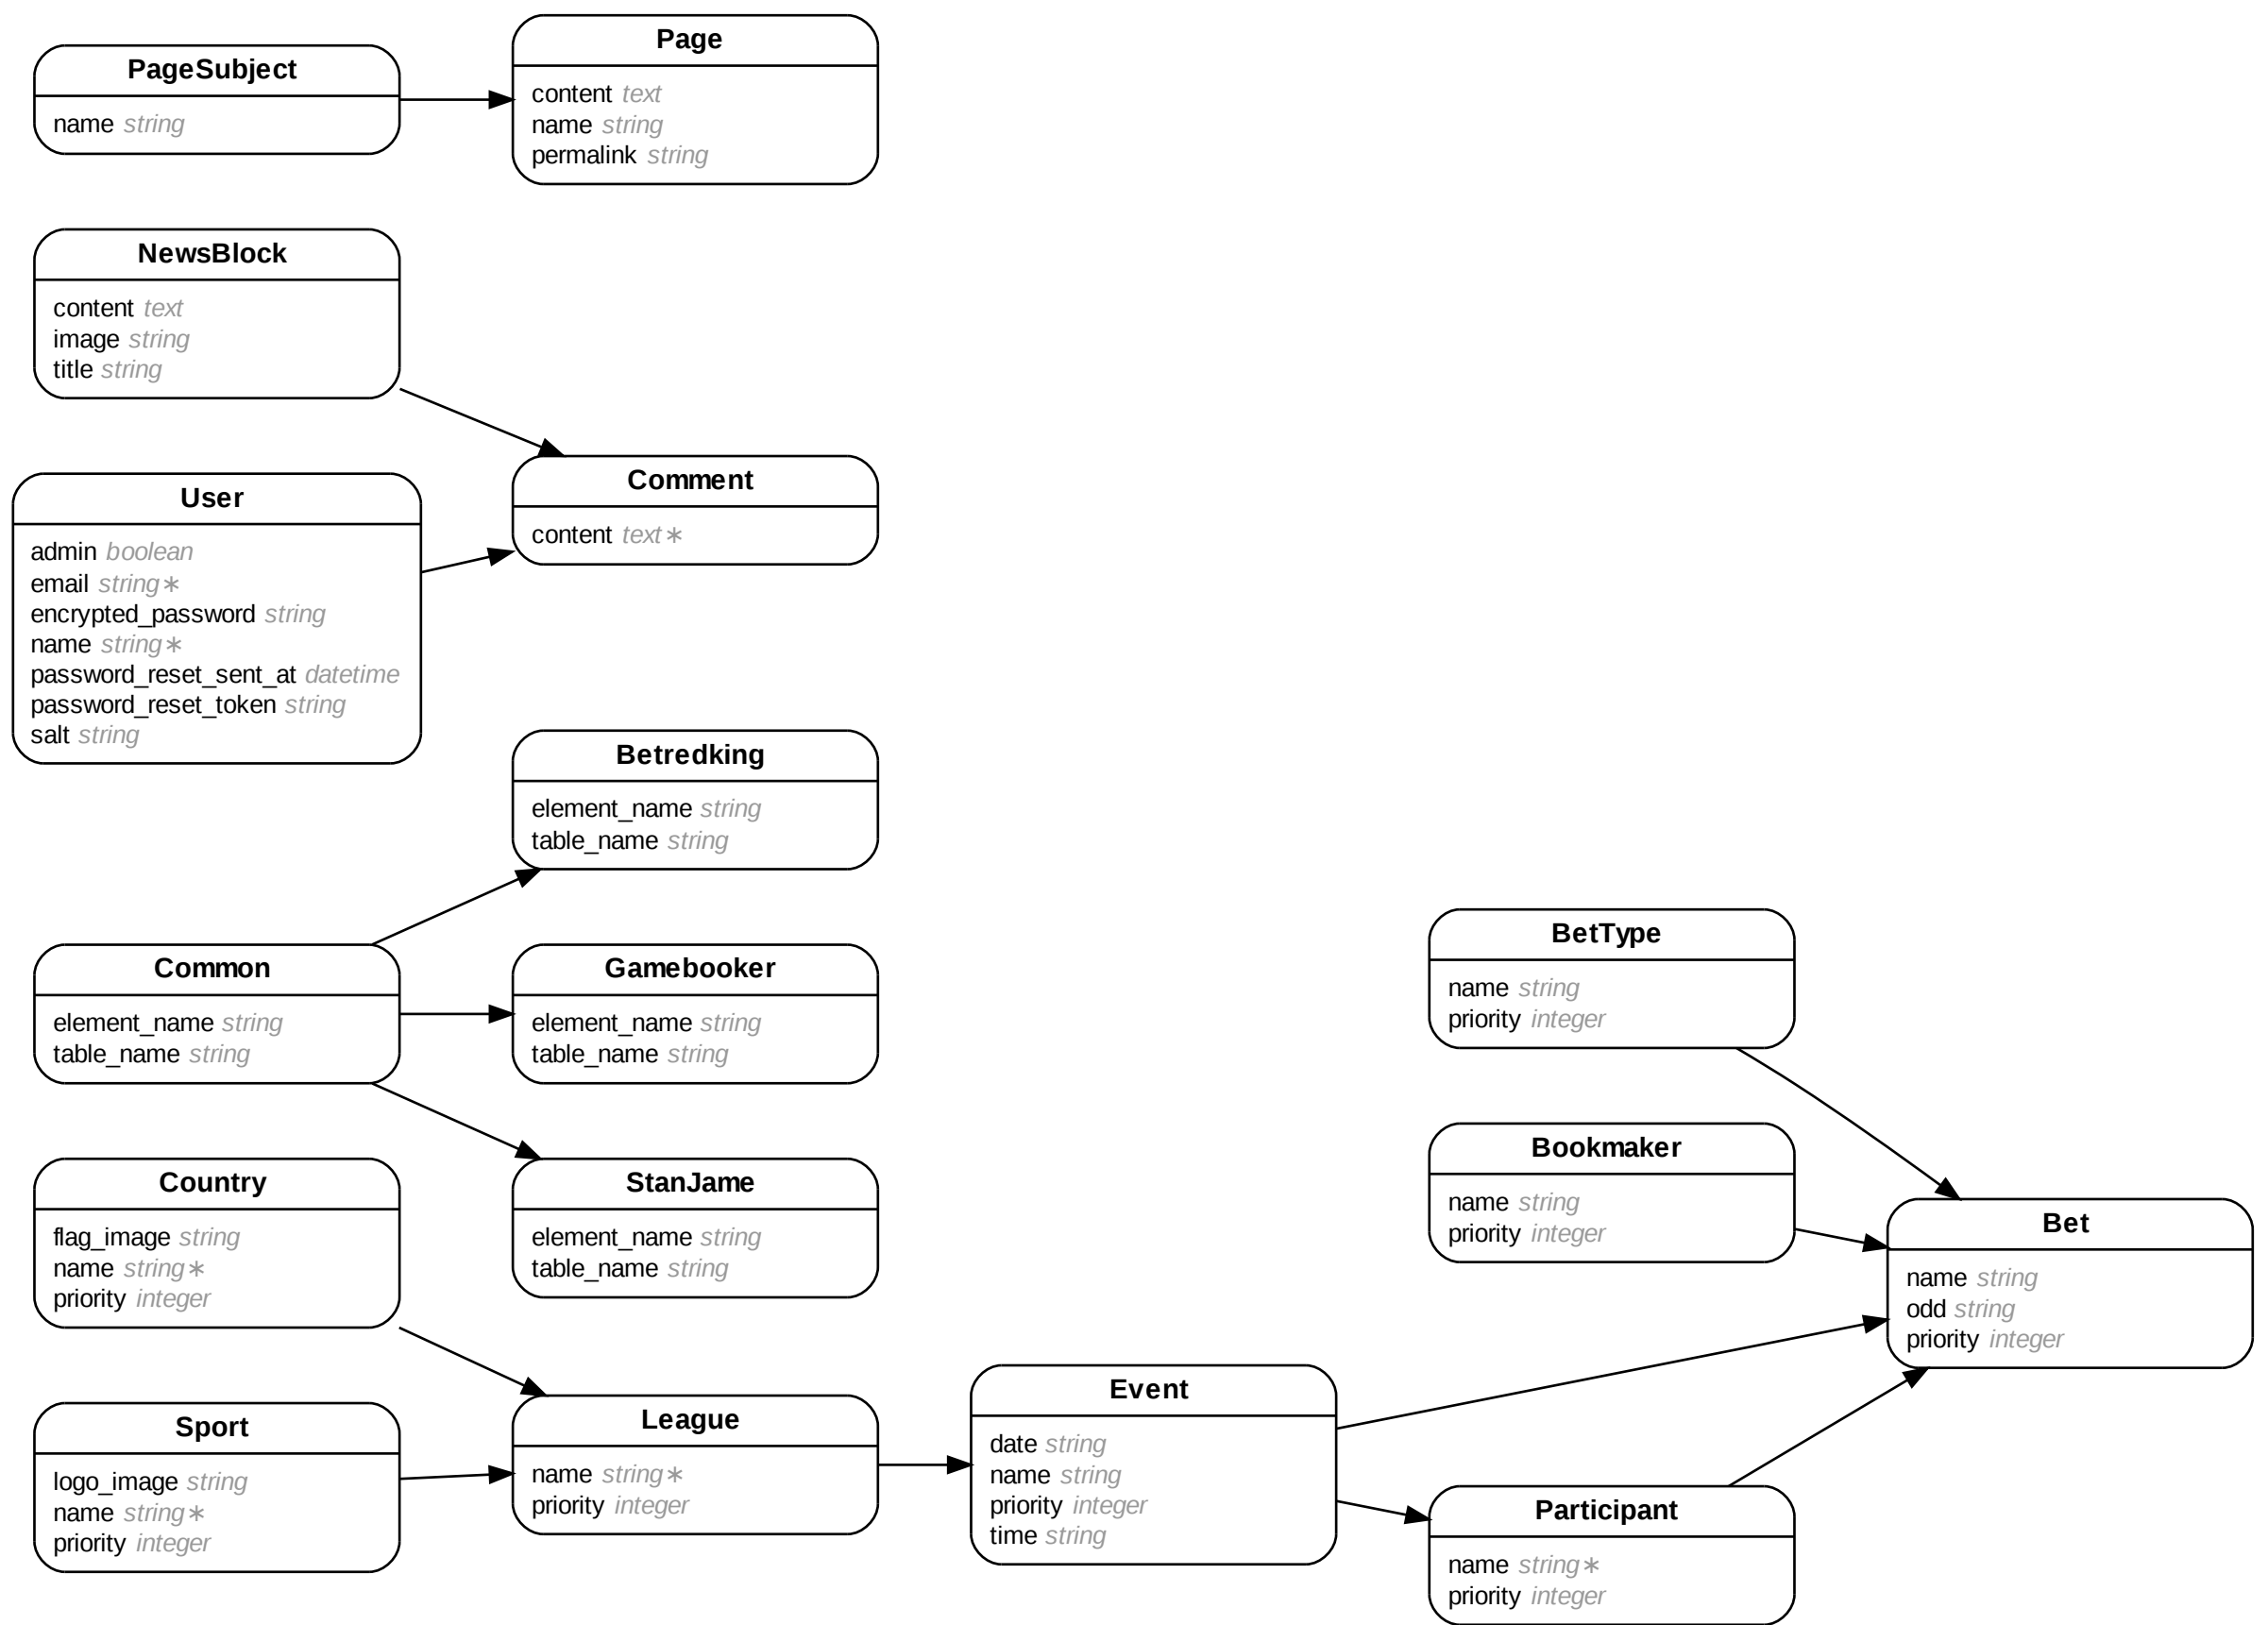 PageSubject
name string
Page
content text
name string
permalink string
NewsBlock
content text
image string
title string
User
admin boolean
email string∗
encrypted_password string
name string∗
password_reset_sent_at datetime
password_reset_token string
salt string
Comment
content text∗
Betredking
element_name string
table_name string
Common
element_name string
table_name string
Gamebooker
element_name string
table_name string
StanJame
element_name string
table_name string
Country
flag_image string
name string∗
priority integer
Sport
logo_image string
name string∗
priority integer
League
name string∗
priority integer
Event
date string
name string
priority integer
time string
BetType
name string
priority integer
Bookmaker
name string
priority integer
Participant
name string∗
priority integer
Bet
name string
odd string
priority integer